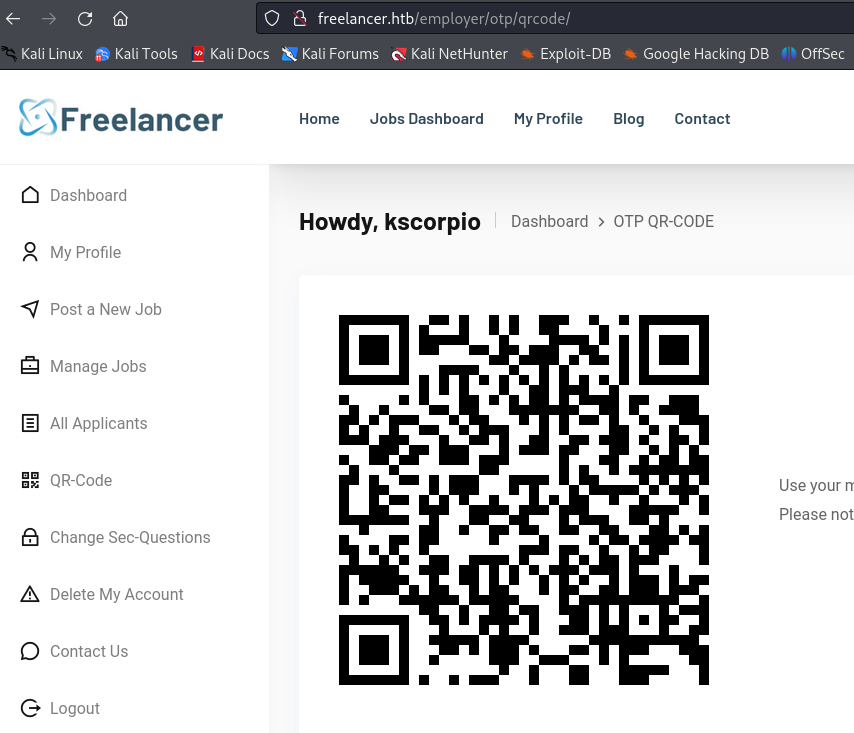 freelancer.htb/employer/otp/qrcode/
Kali Linux Kali Tools Kali Docs Kali Forums Kali NetHunter Exploit-DB Google Hacking DB OffSec
Freelancer Home Jobs Dashboard My Profile Blog Contact
Dashboard
Howdy, kscorpio Dashboard > OTP QR-CODE
My Profile
Post a New Job
Manage Jobs
All Applicants
QR-Code
Use your m
Please not
Change Sec-Questions
Delete My Account
Contact Us
Logout